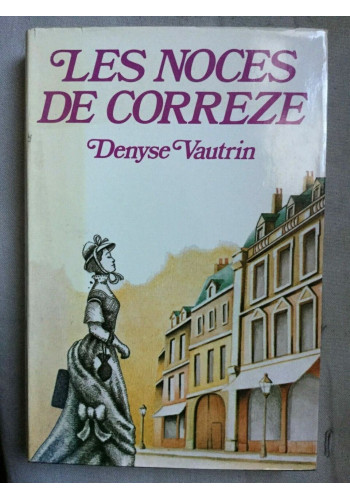 LES NOCES
DE CORREZE
Denyse Vautrin